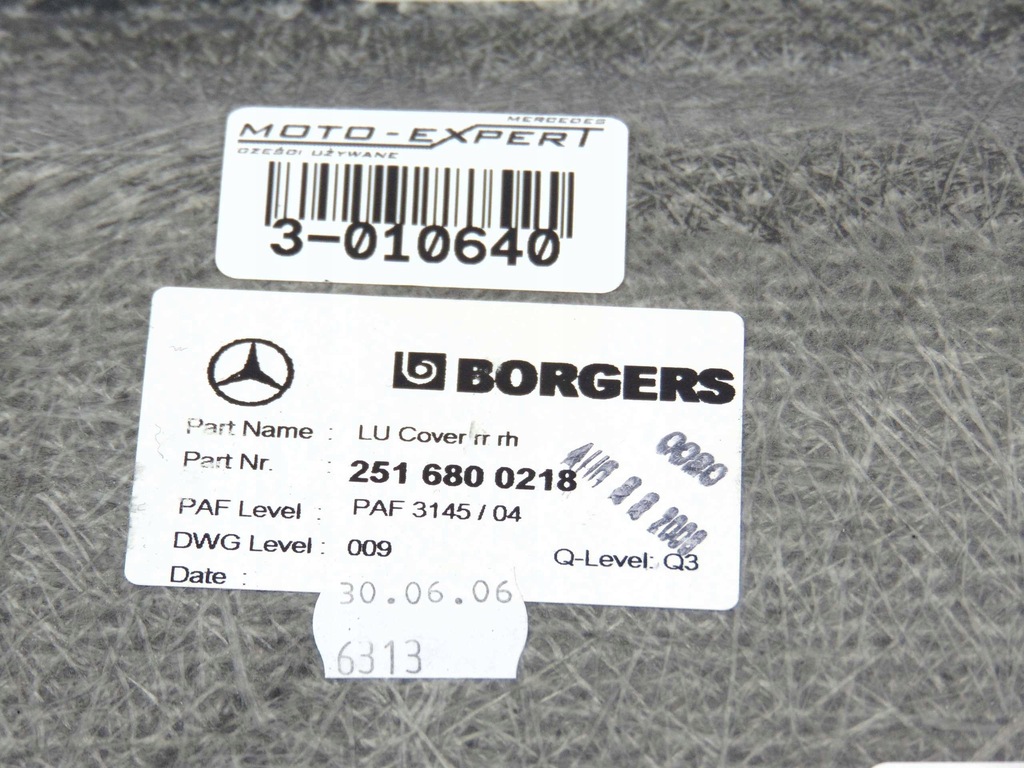 MERCEDES
MOTO-EXPERT
CZĘŚCI UŻYWANE
3-010640
BORGERS
Part Name : LU Cover rr rh
Part Nr. : 251 680 0218
0080
PAF Level : PAF 3145 / 04
DWG Level : 009
Q-Level: Q3
Date :
30.06.06
6313